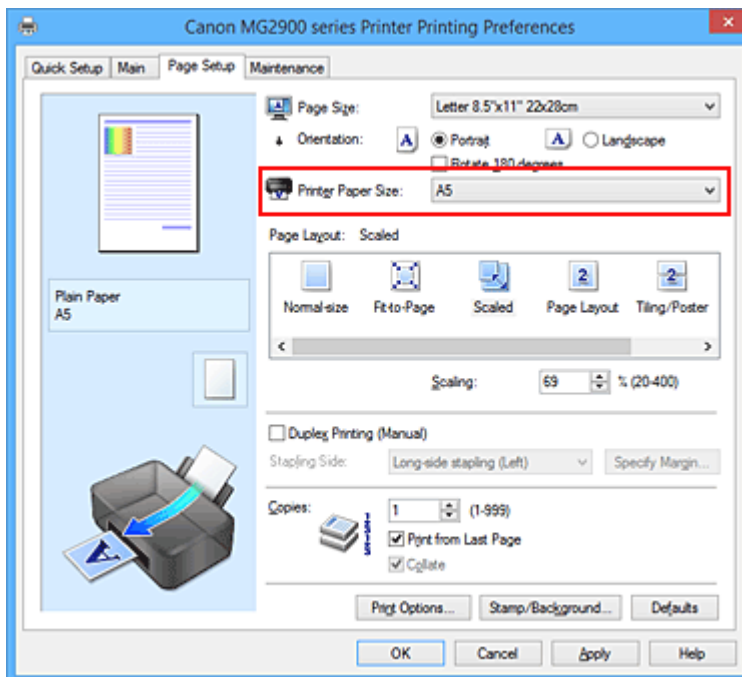 Canon MG2900 series Printer Printing Preferences
Quick Setup Main Page Setup Maintenance
Page Size: Letter 8.5"x11" 22x28cm
Orientation: A Portrait A Landscape
Rotate 180 degrees
Printer Paper Size: A5
Page Layout: Scaled
Normal-size Fit-to-Page Scaled Page Layout Tiling/Poster
Plain Paper
A5
Scaling: 69 % (20-400)
Duplex Printing (Manual)
Stapling Side: Long-side stapling (Left) Specify Margin...
Copies: 1 (1-999)
Print from Last Page
Collate
Print Options... Stamp/Background... Defaults
OK Cancel Apply Help